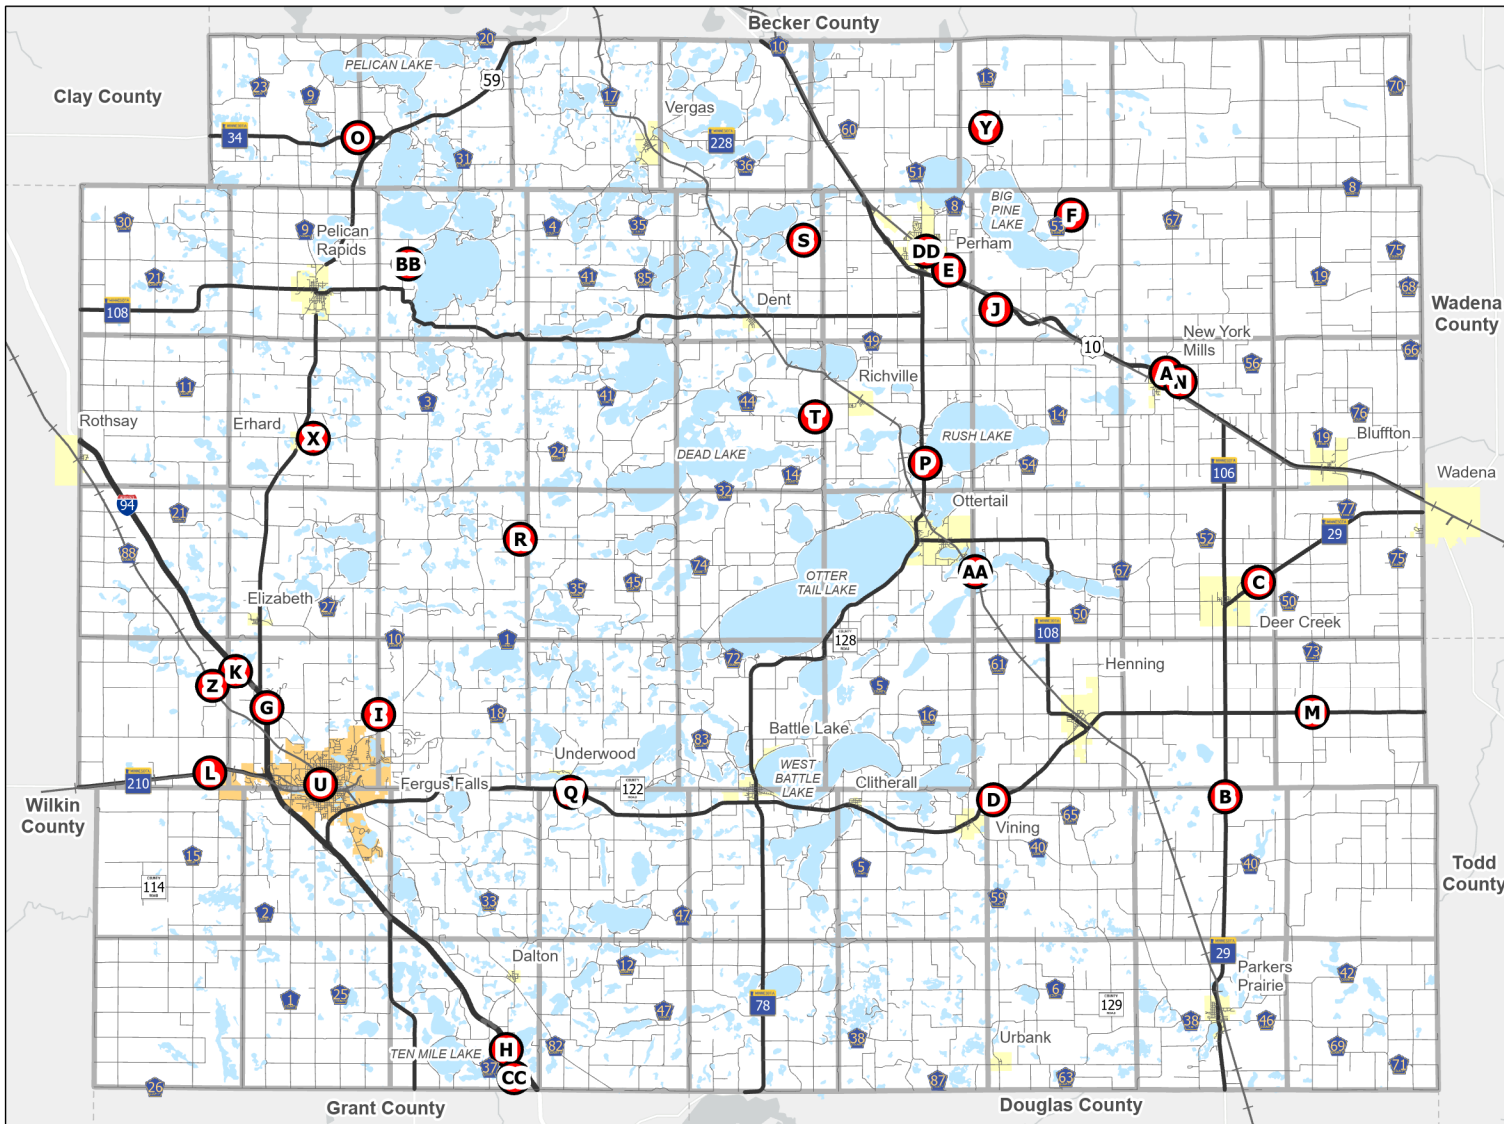 Becker County
20
10
59
PELICAN LAKE
13
23
9
17
70
Clay County
Vergas
O
Y
34
228
60
31
36
51
8
8
BIG
PINE
LAKE
F
53
67
30
9
Pelican
Rapids
4
35
S
DD
Perham
75
BB
E
21
41
85
19
68
108
Dent
J
Wadena
County
New York
Mills
49
10
66
56
Richville
A
N
11
3
41
44
T
14
76
Rothsay
Erhard
X
RUSH LAKE
19
Bluffton
24
DEAD LAKE
P
54
106
Wadena
14
32
94
21
Ottertail
77
29
88
R
52
75
74
AA
67
C
OTTER
TAIL LAKE
35
45
Elizabeth
27
50
50
Deer Creek
10
1
128
108
73
72
61
Henning
K
Z
5
G
I
18
16
M
Battle Lake
83
Underwood
L
210
U
Fergus Falls
WEST
BATTLE
LAKE
Clitherall
Q
122
D
B
Wilkin
County
Vining
65
40
15
5
40
Todd
County
114
33
59
2
47
Dalton
12
29
Parkers
Prairie
42
1
25
6
129
78
47
38
46
Urbank
38
H
82
TEN MILE LAKE
69
37
71
CC
26
87
63
Grant County
Douglas County